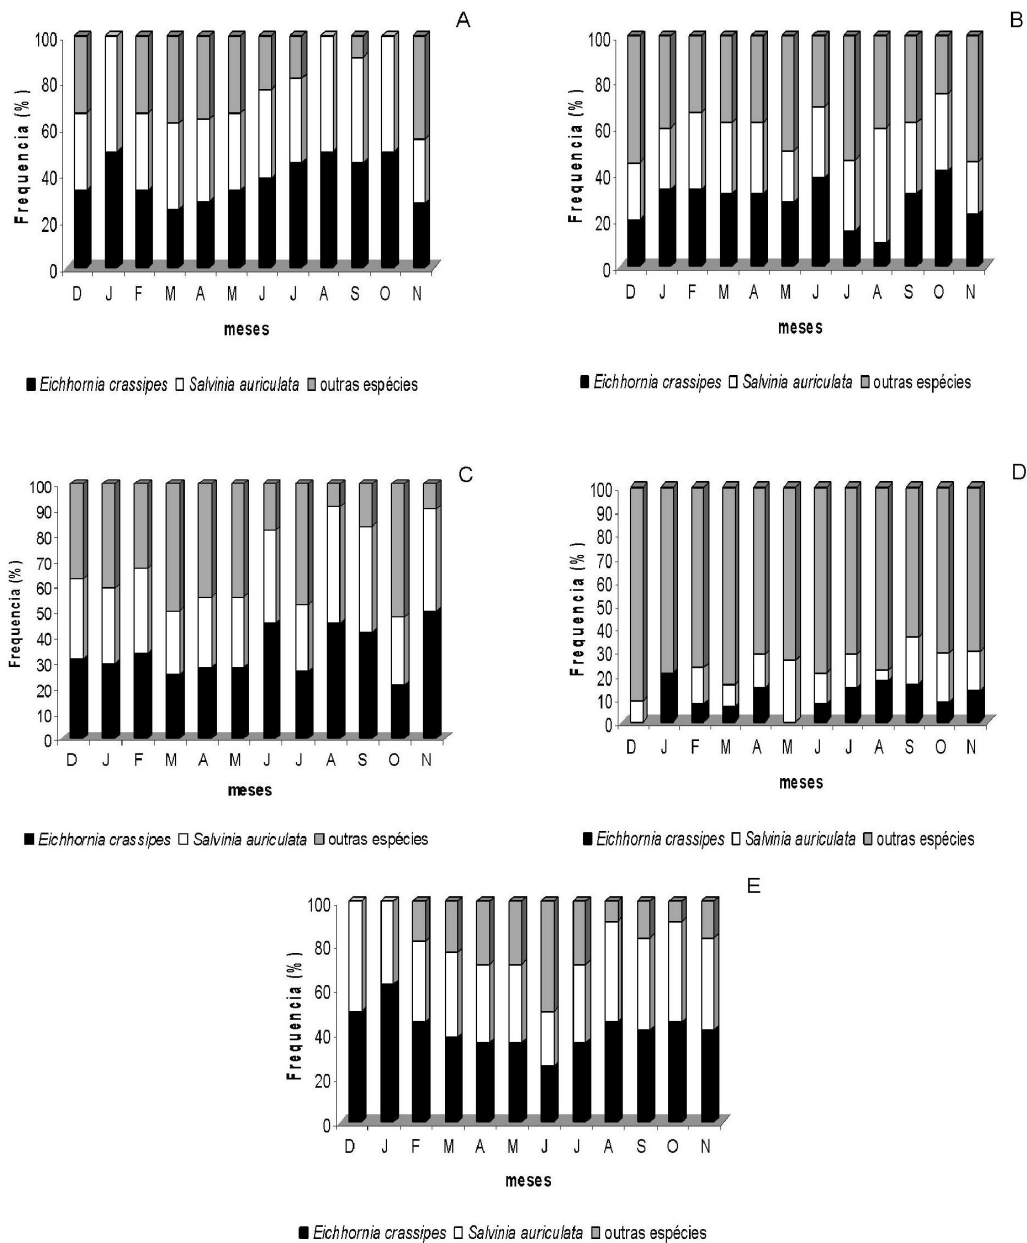 A
100
80
60
40
20
0
Frequencia (%)
D J F M A M J J A S O N
meses
Eichhornia crassipes Salvinia auriculata outras espécies
B
100
80
60
40
20
0
Frequencia (%)
D J F M A M J J A S O N
meses
Eichhornia crassipes Salvinia auriculata outras espécies
C
100
90
80
70
60
50
40
30
20
10
0
Frequencia (%)
D J F M A M J J A S O N
meses
Eichhornia crassipes Salvinia auriculata outras espécies
D
100
90
80
70
60
50
40
30
20
10
0
Frequencia (%)
D J F M A M J J A S O N
meses
Eichhornia crassipes Salvinia auriculata outras espécies
E
100
80
60
40
20
0
Frequencia (%)
D J F M A M J J A S O N
meses
Eichhornia crassipes Salvinia auriculata outras espécies